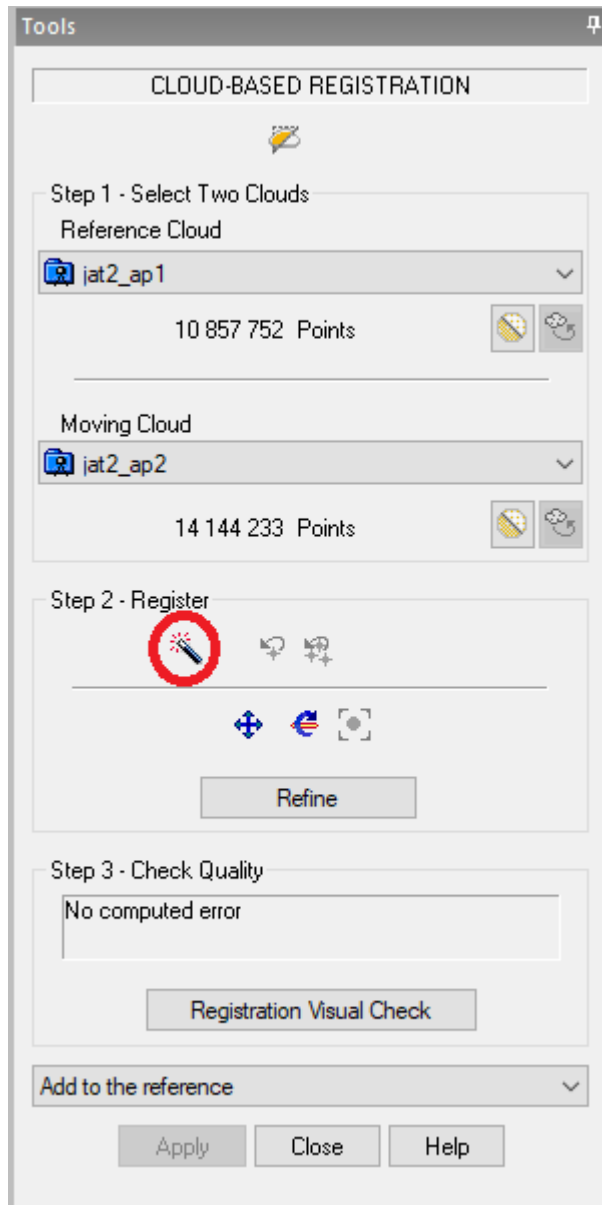 Tools
CLOUD-BASED REGISTRATION
Step 1 - Select Two Clouds
Reference Cloud
jat2_ap1
10 857 752 Points
Moving Cloud
jat2_ap2
14 144 233 Points
Step 2 - Register
Refine
Step 3 - Check Quality
No computed error
Registration Visual Check
Add to the reference
Apply Close Help